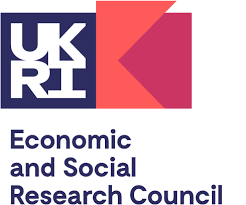 UK
RI
Economic
and Social
Research Council